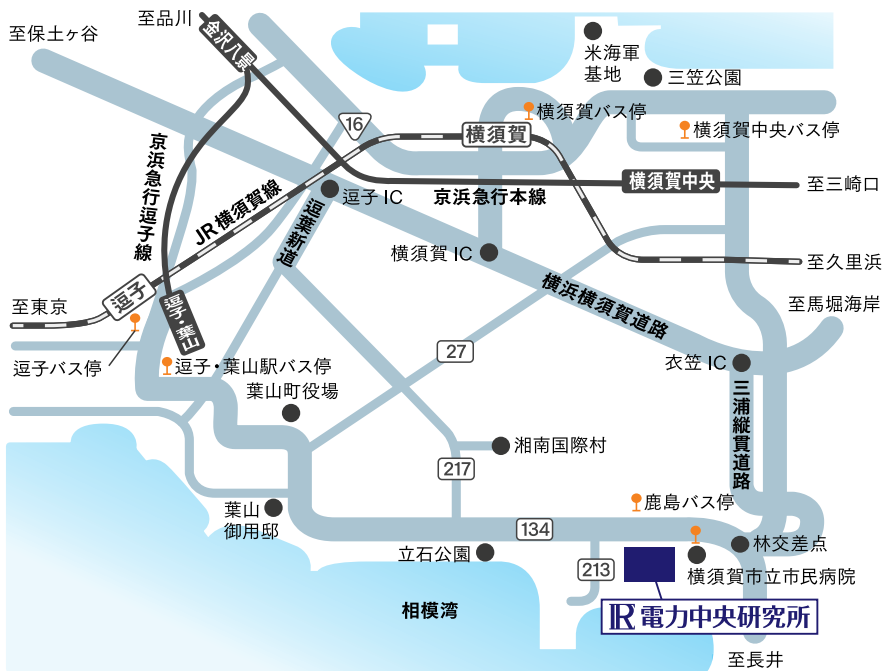 至品川
至保土ヶ谷
金沢八景
米海軍
基地
三笠公園
16
横須賀バス停
横須賀中央バス停
横須賀
京浜急行逗子線
JR横須賀線
逗子IC
京浜急行本線
横須賀中央
至三崎口
逗葉新道
横須賀IC
至久里浜
横浜横須賀道路
至東京
逗子
逗子・葉山
至馬堀海岸
逗子バス停
逗子・葉山駅バス停
27
衣笠IC
葉山町役場
三浦縦貫道路
湘南国際村
217
葉山
御用邸
鹿島バス停
134
立石公園
林交差点
213
横須賀市立市民病院
相模湾
電力中央研究所
至長井